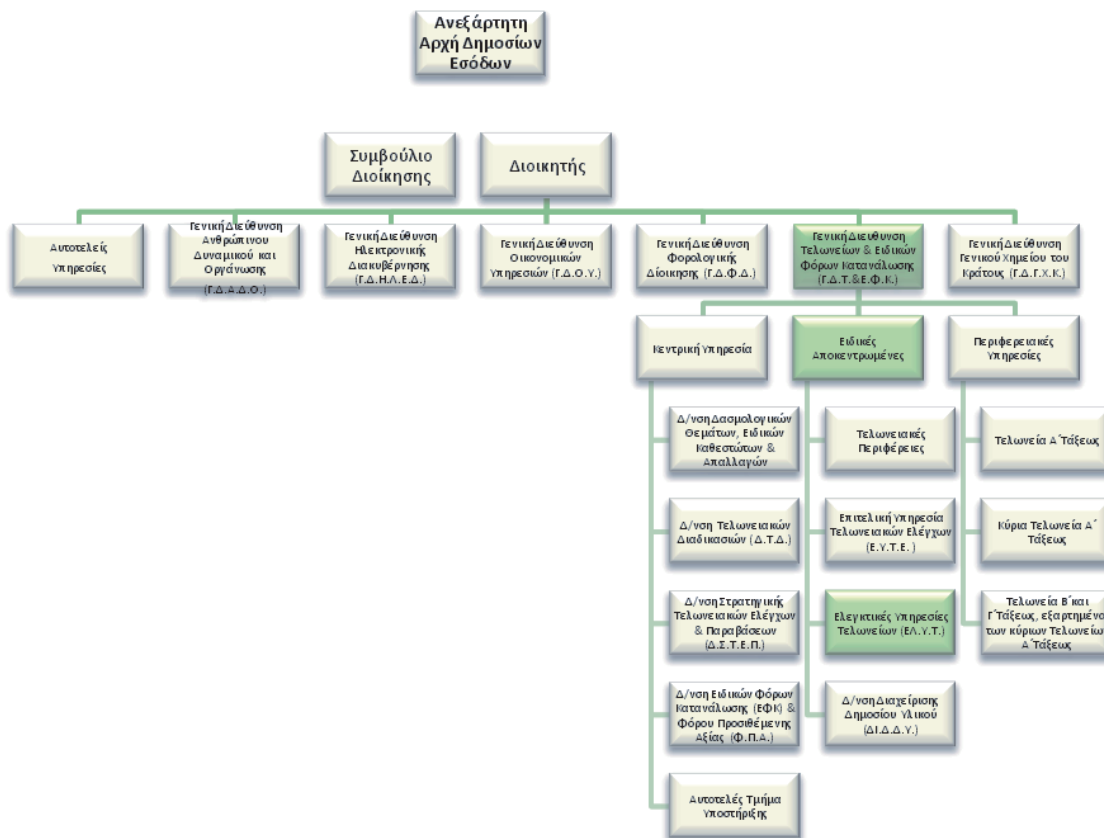 Ανεξάρτητη
Αρχή Δημοσίων
Εσόδων
Συμβούλιο
Διοίκησης
Διοικητής
Αυτοτελείς
Υπηρεσίες
Γενική Διεύθυνση
Ανθρώπινου
Δυναμικού και
Οργάνωσης
(Γ.Δ.Α.Δ.Ο.)
Γενική Διεύθυνση
Ηλεκτρονικής
Διακυβέρνησης
(Γ.Δ.Η.Λ.Ε.Δ.)
Γενική Διεύθυνση
Οικονομικών
Υπηρεσιών (Γ.Δ.Ο.Υ.)
Γενική Διεύθυνση
Φορολογικής
Δίοικησης (Γ.Δ.Φ.Δ.)
Γενική Διευθυνση
Τελωνείων & Ειδικών
Φόρων Κατανάλωσης
(Γ.Δ.Τ.&Ε.Φ.Κ.)
Γενική Διεύθυνση
Γενικού Χημείου του
Κράτους (Γ.Δ.Γ.Χ.Κ.)
Κεντρική Υπηρεσία
Ειδικές
Αποκεντρωμένες
Περιφερειακές
Υπηρεσίες
Δ/νση Δασμολογικών
Θεμάτων, Ειδικών
Καθεστώτων &
Απαλλαγών
Τελωνειακές
Περιφέρειες
Τελωνεία Α΄Τάξεως
Δ/νση Τελωνειακών
Διαδικασιών (Δ.Τ.Δ.)
Επιτελική Υπηρεσία
Τελωνειακών Ελέγχων
(Ε.Υ.Τ.Ε. )
Κύρια Τελωνεία Α΄
Τάξεως
Δ/νση Στρατηγικής
Τελωνειακών Ελέγχων
& Παραβάσεων
(Δ.Σ.Τ.Ε.Π.)
Ελεγκτικές Υπηρεσίες
Τελωνείων (ΕΛ.Υ.Τ.)
Τελωνεία Β΄και
Γ΄Τάξεως, εξαρτημένα
των κύριων Τελωνείων
Α΄Τάξεως
Δ/νση Ειδικών Φόρων
Κατανάλωσης (ΕΦΚ) &
Φόρου Προσιθέμενης
Αξίας (Φ.Π.Α.)
Δ/νση Διαχείρισης
Δημοσίου Υλικού
(ΔΙ.Δ.Δ.Υ.)
Αυτοτελές Τμήμα
Υποστήριξης